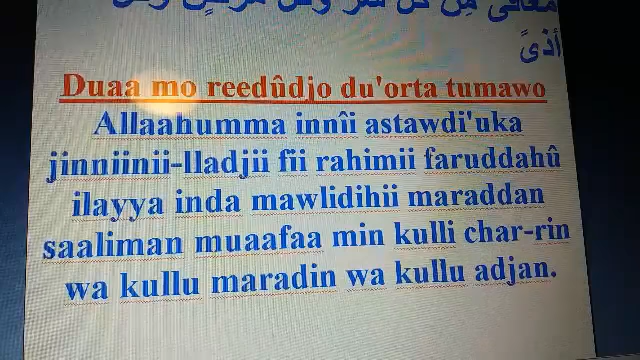 أذىً
Duaa mo reedûdjo du'orta tumawo
Allaahumma innîi astawdi'uka
jinniinii-lladjii fii rahimii faruddahû
ilayya inda mawlidihii maraddan
saaliman muaafaa min kulli char-rin
wa kullu maradin wa kullu adjan.